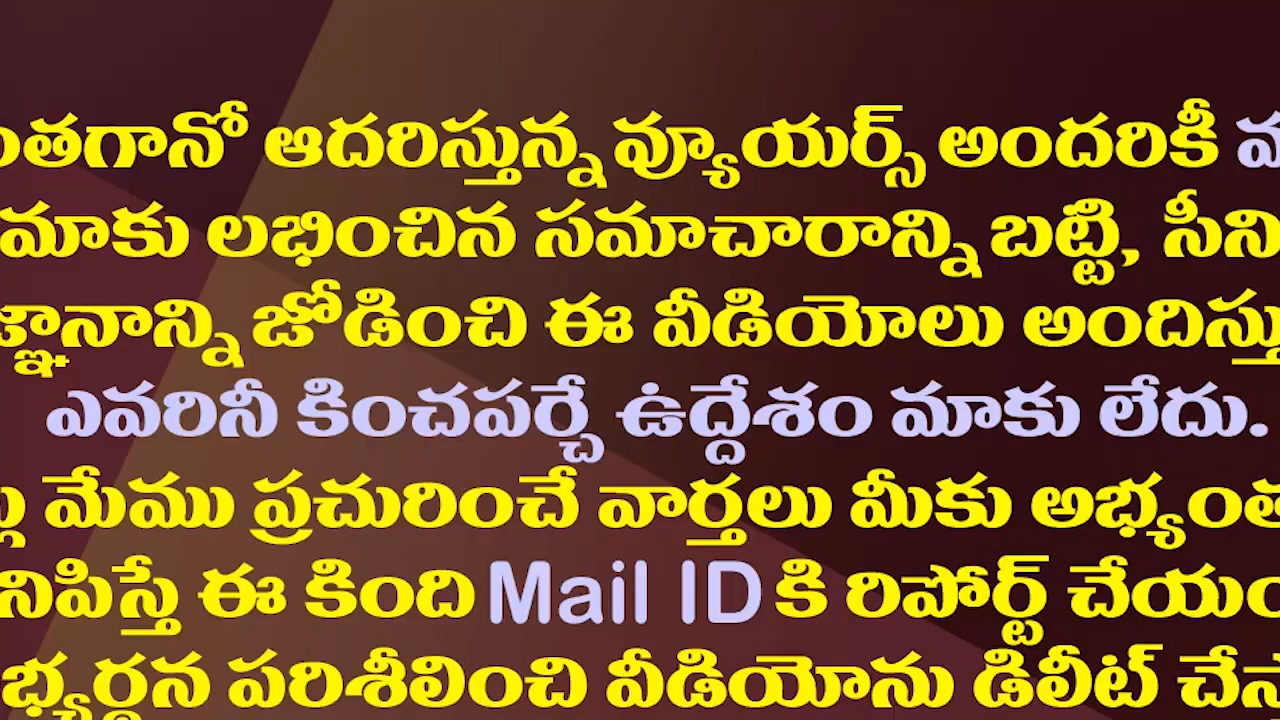 ంతగానో ఆదరిస్తున్న వ్యూయర్స్ అందరికీ
మాకు లభించిన సమాచారాన్ని బట్టి, సీని
జ్ఞానాన్ని జోడించి ఈ వీడియోలు అందిస్తు
ఎవరినీ కించపర్చే ఉద్దేశం మాకు లేదు.
మేము ప్రచురించే వార్తలు మీకు అభ్యంత
నిపిస్తే ఈ కింది Mail ID కి రిపోర్ట్ చేయం
భ్యర్థన పరిశీలించి వీడియోను డిలీట్ చేస